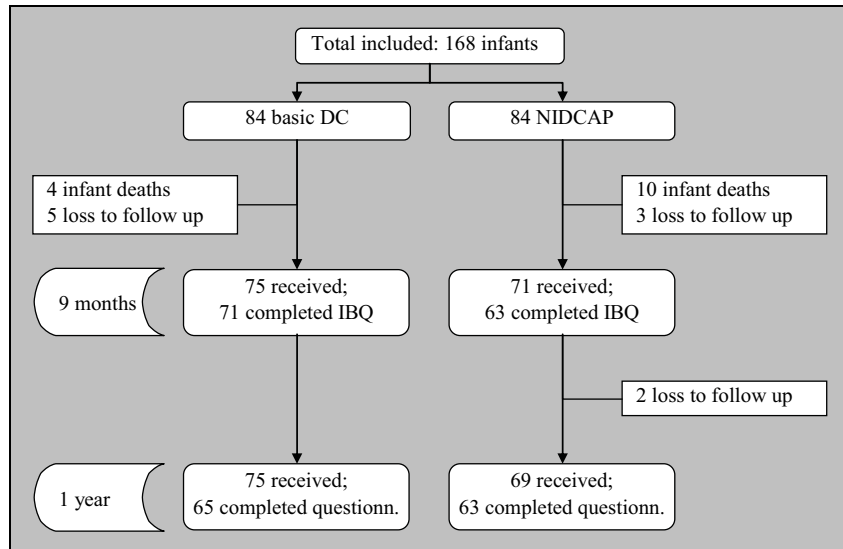 Total included: 168 infants
84 basic DC
84 NIDCAP
4 infant deaths
5 loss to follow up
10 infant deaths
3 loss to follow up
9 months
75 received;
71 completed IBQ
71 received;
63 completed IBQ
2 loss to follow up
1 year
75 received;
65 completed questionn.
69 received;
63 completed questionn.